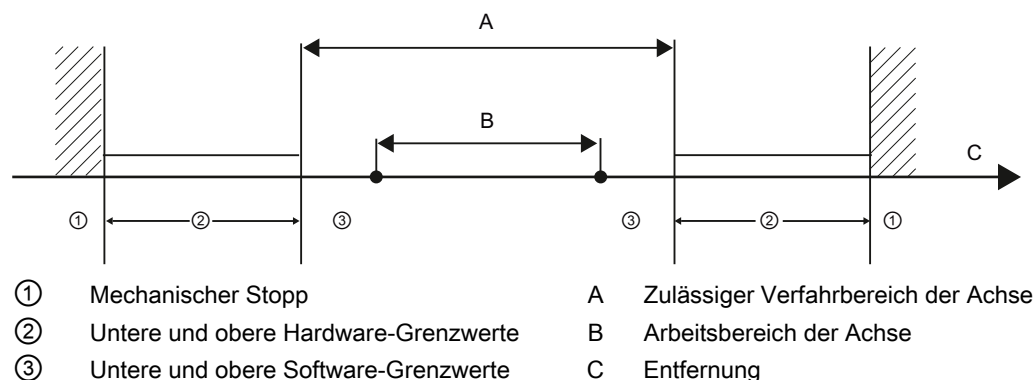 A
B
C
① ② ③ ③ ② ①
① Mechanischer Stopp A Zulässiger Verfahrbereich der Achse
② Untere und obere Hardware-Grenzwerte B Arbeitsbereich der Achse
③ Untere und obere Software-Grenzwerte C Entfernung